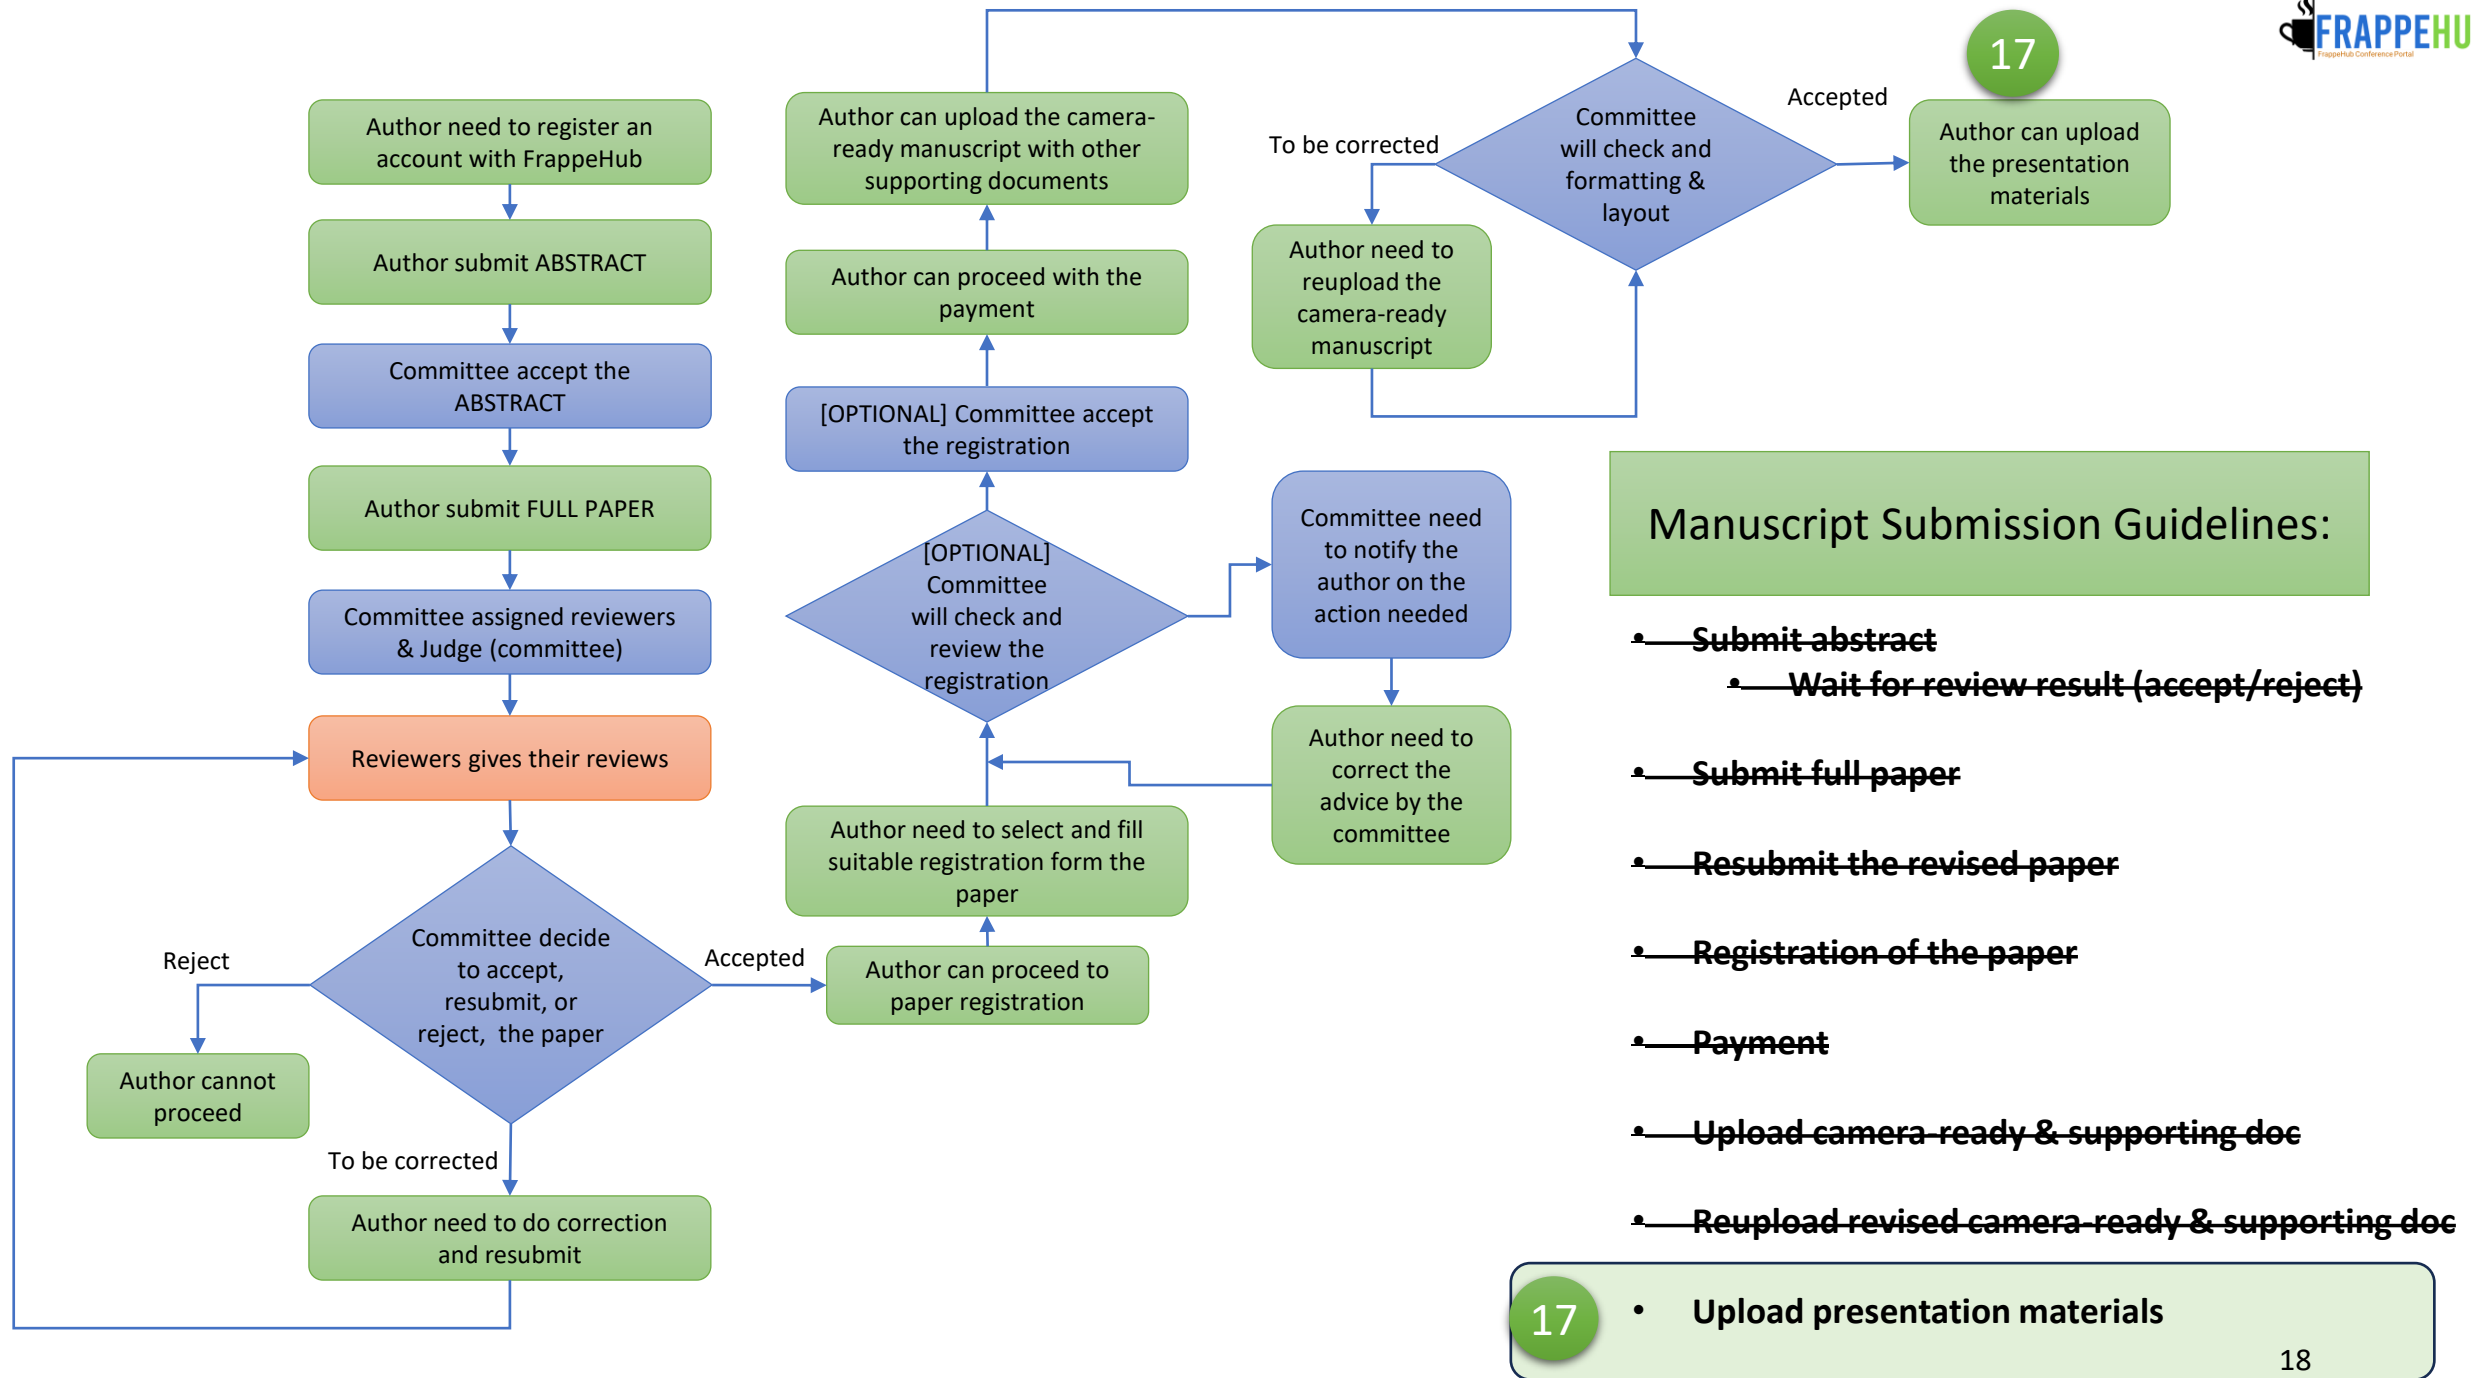 FRAPPEHU
FrappeHub Conference Portal
17
Author need to register an
account with FrappeHub
Author submit ABSTRACT
Committee accept the
ABSTRACT
Author submit FULL PAPER
Committee assigned reviewers
& Judge (committee)
Reviewers gives their reviews
Committee decide
to accept,
resubmit, or
reject, the paper
Reject
Author cannot
proceed
To be corrected
Author need to do correction
and resubmit
Accepted
Author can proceed to
paper registration
Author need to select and fill
suitable registration form the
paper
[OPTIONAL]
Committee
will check and
review the
registration
Committee need
to notify the
author on the
action needed
Author need to
correct the
advice by the
committee
[OPTIONAL] Committee accept
the registration
Author can proceed with the
payment
Author can upload the camera-
ready manuscript with other
supporting documents
Committee
will check and
formatting &
layout
To be corrected
Author need to
reupload the
camera-ready
manuscript
Accepted
Author can upload
the presentation
materials
Manuscript Submission Guidelines:
• Submit abstract
• Wait for review result (accept/reject)
• Submit full paper
• Resubmit the revised paper
• Registration of the paper
• Payment
• Upload camera-ready & supporting doc
• Reupload revised camera-ready & supporting doc
17
• Upload presentation materials
18